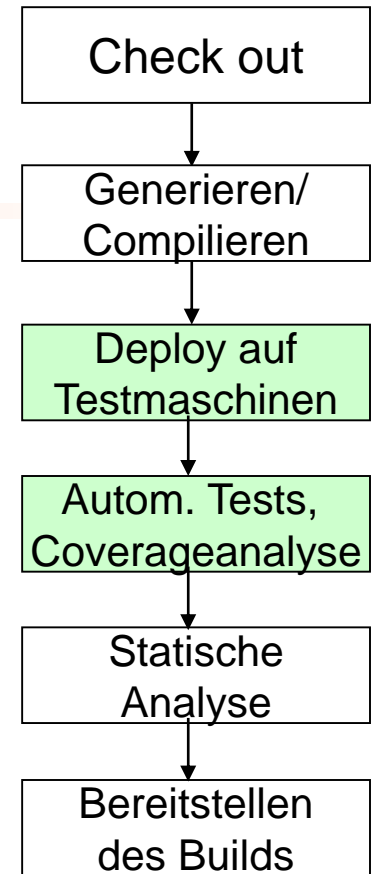 Check out
Generieren/
Compilieren
Deploy auf
Testmaschinen
Autom. Tests,
Coverageanalyse
Statische
Analyse
Bereitstellen
des Builds